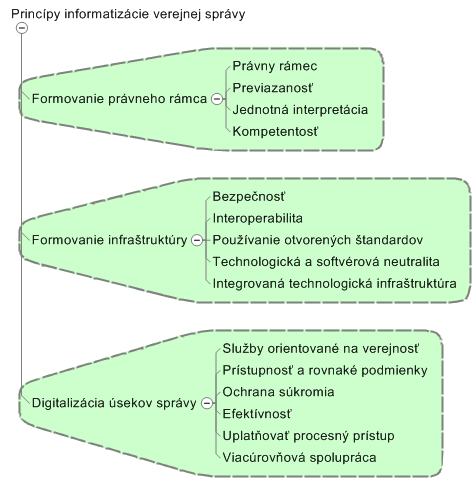 Princípy informatizácie verejnej správy
Formovanie právneho rámca
Právny rámec
Previazanosť
Jednotná interpretácia
Kompetentosť
Formovanie infraštruktúry
Bezpečnosť
Interoperabilita
Používanie otvorených štandardov
Technologická a softvérová neutralita
Integrovaná technologická infraštruktúra
Digitalizácia úsekov správy
Služby orientované na verejnosť
Prístupnosť a rovnaké podmienky
Ochrana súkromia
Efektívnosť
Uplatňovať procesný prístup
Viacúrovňová spolupráca